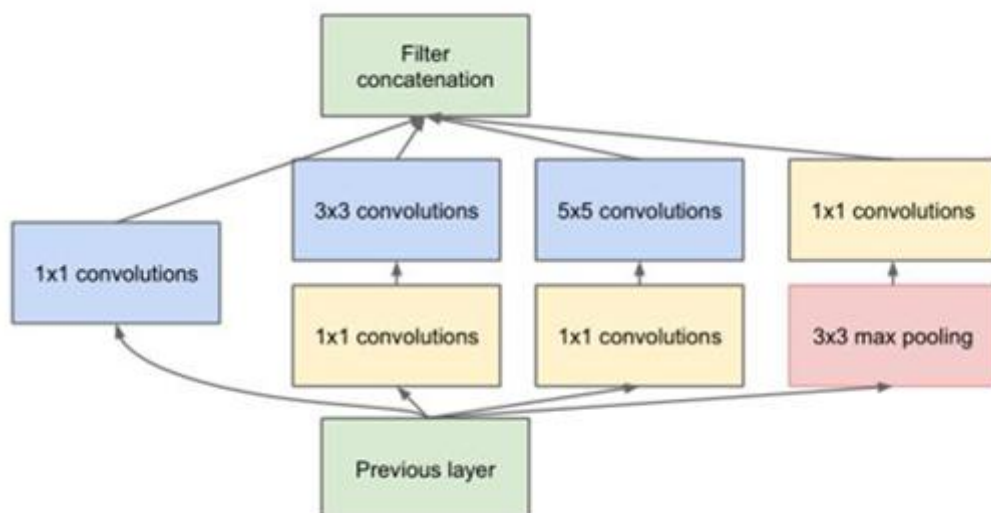 Filter
concatenation
3x3 convolutions
5x5 convolutions
1x1 convolutions
1x1 convolutions
1x1 convolutions
1x1 convolutions
3x3 max pooling
Previous layer